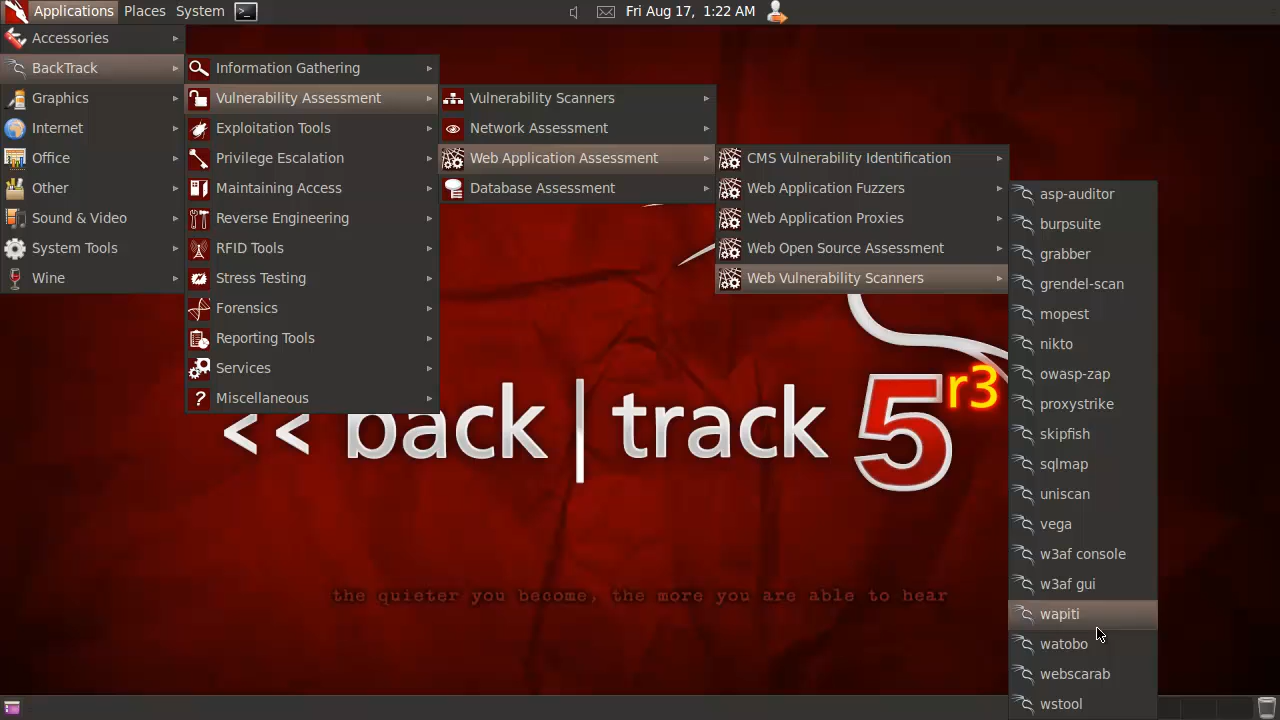 Applications Places System Fri Aug 17, 1:22 AM
Accessories
BackTrack
Graphics
Internet
Office
Other
Sound & Video
System Tools
Wine
Information Gathering
Vulnerability Assessment
Exploitation Tools
Privilege Escalation
Maintaining Access
Reverse Engineering
RFID Tools
Stress Testing
Forensics
Reporting Tools
Services
? Miscellaneous
Vulnerability Scanners
Network Assessment
Web Application Assessment
Database Assessment
CMS Vulnerability Identification
Web Application Fuzzers
Web Application Proxies
Web Open Source Assessment
Web Vulnerability Scanners
asp-auditor
burpsuite
grabber
grendel-scan
mopest
nikto
owasp-zap
proxystrike
skipfish
sqlmap
uniscan
vega
w3af console
w3af gui
wapiti
watobo
webscarab
wstool
<< back | track 5 r3
the quieter you become, the more you are able to hear